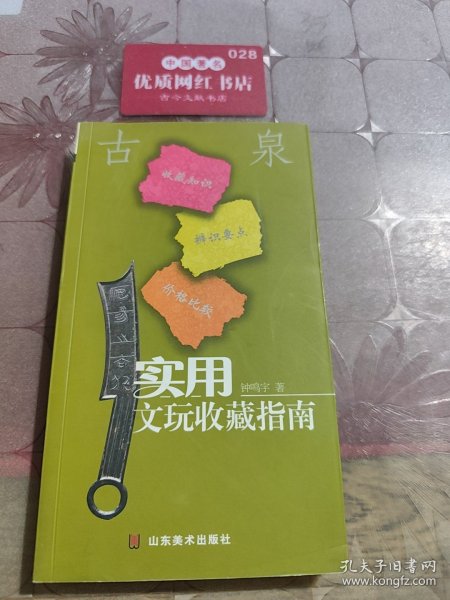 028
中国著名
优质网红书店
古今文献书店
古泉
收藏知识
辨识要点
价格比较
实用
钟鸣宇 著
文玩收藏指南
山东美术出版社
孔夫子旧书网
www.kongfz.com